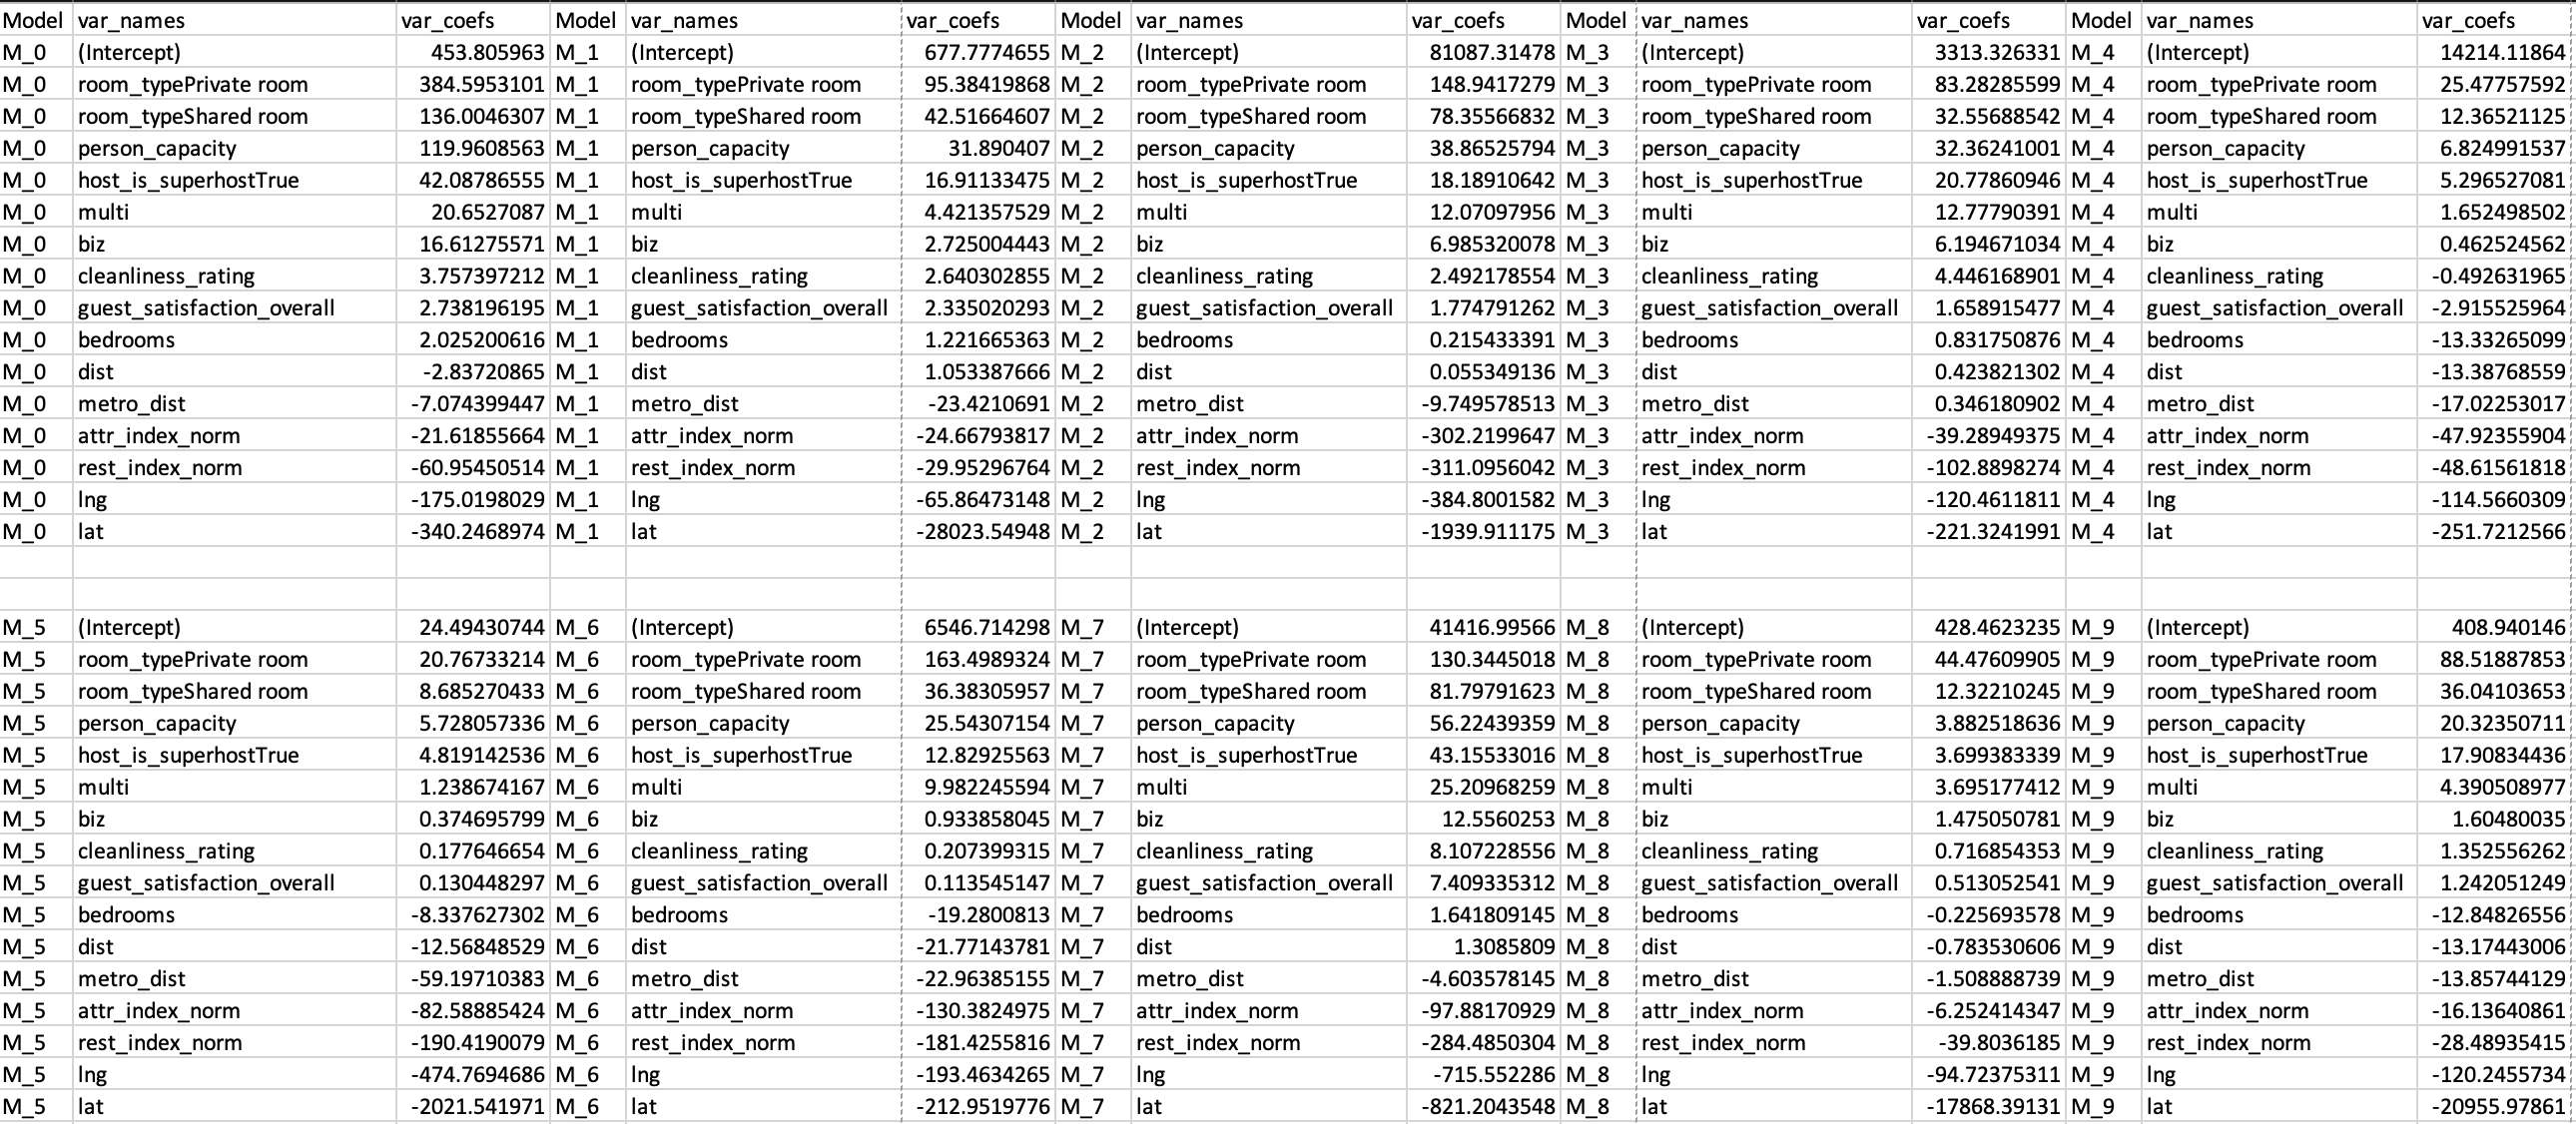 Model var_names var_coefs Model var_names var_coefs Model var_names var_coefs Model var_names var_coefs Model var_names var_coefs
M_0 (Intercept) 453.805963 M_1 (Intercept) 677.7774655 M_2 (Intercept) 81087.31478 M_3 (Intercept) 3313.326331 M_4 (Intercept) 14214.11864
M_0 room_typePrivate room 384.5953101 M_1 room_typePrivate room 95.38419868 M_2 room_typePrivate room 148.9417279 M_3 room_typePrivate room 83.28285599 M_4 room_typePrivate room 25.47757592
M_0 room_typeShared room 136.0046307 M_1 room_typeShared room 42.51664607 M_2 room_typeShared room 78.35566832 M_3 room_typeShared room 32.55688542 M_4 room_typeShared room 12.36521125
M_0 person_capacity 119.9608563 M_1 person_capacity 31.890407 M_2 person_capacity 38.86525794 M_3 person_capacity 32.36241001 M_4 person_capacity 6.824991537
M_0 host_is_superhostTrue 42.08786555 M_1 host_is_superhostTrue 16.91133475 M_2 host_is_superhostTrue 18.18910642 M_3 host_is_superhostTrue 20.77860946 M_4 host_is_superhostTrue 5.296527081
M_0 multi 20.6527087 M_1 multi 4.421357529 M_2 multi 12.07097956 M_3 multi 12.77790391 M_4 multi 1.652498502
M_0 biz 16.61275571 M_1 biz 2.725004443 M_2 biz 6.985320078 M_3 biz 6.194671034 M_4 biz 0.462524562
M_0 cleanliness_rating 3.757397212 M_1 cleanliness_rating 2.640302855 M_2 cleanliness_rating 2.492178554 M_3 cleanliness_rating 4.446168901 M_4 cleanliness_rating -0.492631965
M_0 guest_satisfaction_overall 2.738196195 M_1 guest_satisfaction_overall 2.335020293 M_2 guest_satisfaction_overall 1.774791262 M_3 guest_satisfaction_overall 1.658915477 M_4 guest_satisfaction_overall -2.915525964
M_0 bedrooms 2.025200616 M_1 bedrooms 1.221665363 M_2 bedrooms 0.215433391 M_3 bedrooms 0.831750876 M_4 bedrooms -13.33265099
M_0 dist -2.83720865 M_1 dist 1.053387666 M_2 dist 0.055349136 M_3 dist 0.423821302 M_4 dist -13.38768559
M_0 metro_dist -7.074399447 M_1 metro_dist -23.4210691 M_2 metro_dist -9.749578513 M_3 metro_dist 0.346180902 M_4 metro_dist -17.02253017
M_0 attr_index_norm -21.61855664 M_1 attr_index_norm -24.66793817 M_2 attr_index_norm -302.2199647 M_3 attr_index_norm -39.28949375 M_4 attr_index_norm -47.92355904
M_0 rest_index_norm -60.95450514 M_1 rest_index_norm -29.95296764 M_2 rest_index_norm -311.0956042 M_3 rest_index_norm -102.8898274 M_4 rest_index_norm -48.61561818
M_0 lng -175.0198029 M_1 lng -65.86473148 M_2 lng -384.8001582 M_3 lng -120.4611811 M_4 lng -114.5660309
M_0 lat -340.2468974 M_1 lat -28023.54948 M_2 lat -1939.911175 M_3 lat -221.3241991 M_4 lat -251.7212566
M_5 (Intercept) 24.49430744 M_6 (Intercept) 6546.714298 M_7 (Intercept) 41416.99566 M_8 (Intercept) 428.4623235 M_9 (Intercept) 408.940146
M_5 room_typePrivate room 20.76733214 M_6 room_typePrivate room 163.4989324 M_7 room_typePrivate room 130.3445018 M_8 room_typePrivate room 44.47609905 M_9 room_typePrivate room 88.51887853
M_5 room_typeShared room 8.685270433 M_6 room_typeShared room 36.38305957 M_7 room_typeShared room 81.79791623 M_8 room_typeShared room 12.32210245 M_9 room_typeShared room 36.04103653
M_5 person_capacity 5.728057336 M_6 person_capacity 25.54307154 M_7 person_capacity 56.22439359 M_8 person_capacity 3.882518636 M_9 person_capacity 20.32350711
M_5 host_is_superhostTrue 4.819142536 M_6 host_is_superhostTrue 12.82925563 M_7 host_is_superhostTrue 43.15533016 M_8 host_is_superhostTrue 3.699383339 M_9 host_is_superhostTrue 17.90834436
M_5 multi 1.238674167 M_6 multi 9.982245594 M_7 multi 25.20968259 M_8 multi 3.695177412 M_9 multi 4.390508977
M_5 biz 0.374695799 M_6 biz 0.933858045 M_7 biz 12.5560253 M_8 biz 1.475050781 M_9 biz 1.60480035
M_5 cleanliness_rating 0.177646654 M_6 cleanliness_rating 0.207399315 M_7 cleanliness_rating 8.107228556 M_8 cleanliness_rating 0.716854353 M_9 cleanliness_rating 1.352556262
M_5 guest_satisfaction_overall 0.130448297 M_6 guest_satisfaction_overall 0.113545147 M_7 guest_satisfaction_overall 7.409335312 M_8 guest_satisfaction_overall 0.513052541 M_9 guest_satisfaction_overall 1.242051249
M_5 bedrooms -8.337627302 M_6 bedrooms -19.2800813 M_7 bedrooms 1.641809145 M_8 bedrooms -0.225693578 M_9 bedrooms -12.84826556
M_5 dist -12.56848529 M_6 dist -21.77143781 M_7 dist 1.3085809 M_8 dist -0.783530606 M_9 dist -13.17443006
M_5 metro_dist -59.19710383 M_6 metro_dist -22.96385155 M_7 metro_dist -4.603578145 M_8 metro_dist -1.508888739 M_9 metro_dist -13.85744129
M_5 attr_index_norm -82.58885424 M_6 attr_index_norm -130.3824975 M_7 attr_index_norm -97.88170929 M_8 attr_index_norm -6.252414347 M_9 attr_index_norm -16.13640861
M_5 rest_index_norm -190.4190079 M_6 rest_index_norm -181.4255816 M_7 rest_index_norm -284.4850304 M_8 rest_index_norm -39.8036185 M_9 rest_index_norm -28.48935415
M_5 lng -474.7694686 M_6 lng -193.4634265 M_7 lng -715.552286 M_8 lng -94.72375311 M_9 lng -120.2455734
M_5 lat -2021.541971 M_6 lat -212.9519776 M_7 lat -821.2043548 M_8 lat -17868.39131 M_9 lat -20955.97861